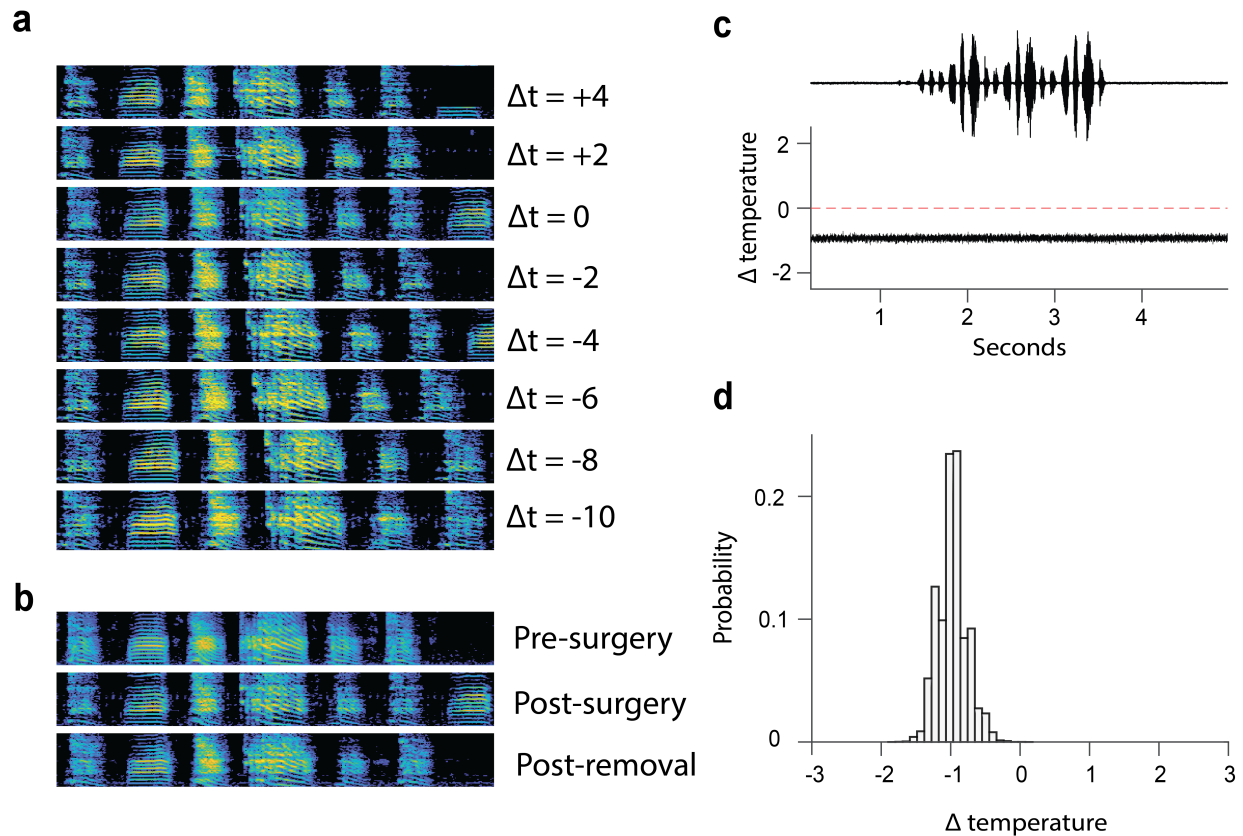 a
Δt = +4
Δt = +2
Δt = 0
Δt = -2
Δt = -4
Δt = -6
Δt = -8
Δt = -10
b
Pre-surgery
Post-surgery
Post-removal
c
Δ temperature
2
0
-2
1 2 3 4
Seconds
d
Probability
0.2
0.1
0
-3 -2 -1 0 1 2 3
Δ temperature